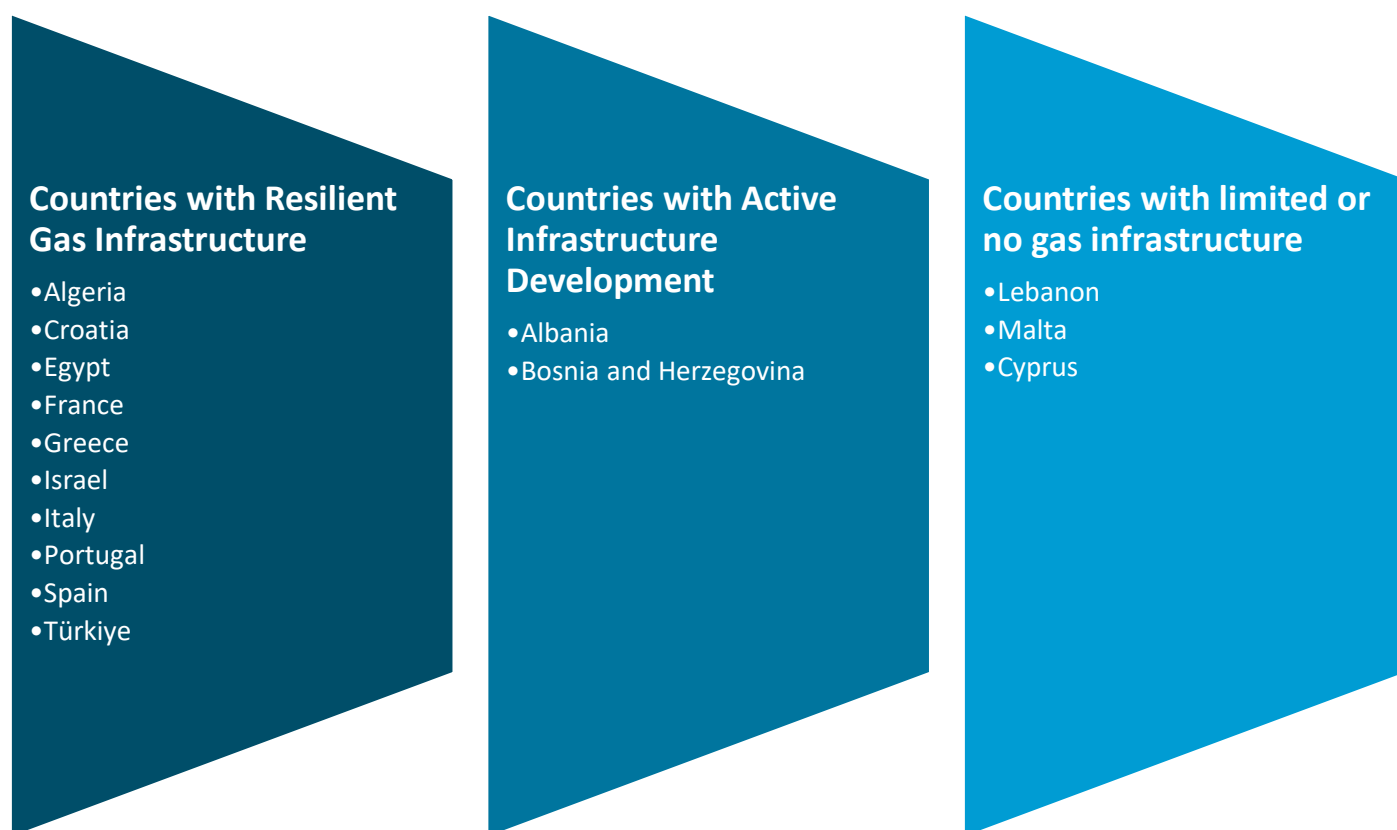 Countries with Resilient
Gas Infrastructure
•Algeria
•Croatia
•Egypt
•France
•Greece
•Israel
•Italy
•Portugal
•Spain
•Türkiye
Countries with Active
Infrastructure
Development
•Albania
•Bosnia and Herzegovina
Countries with limited or
no gas infrastructure
•Lebanon
•Malta
•Cyprus